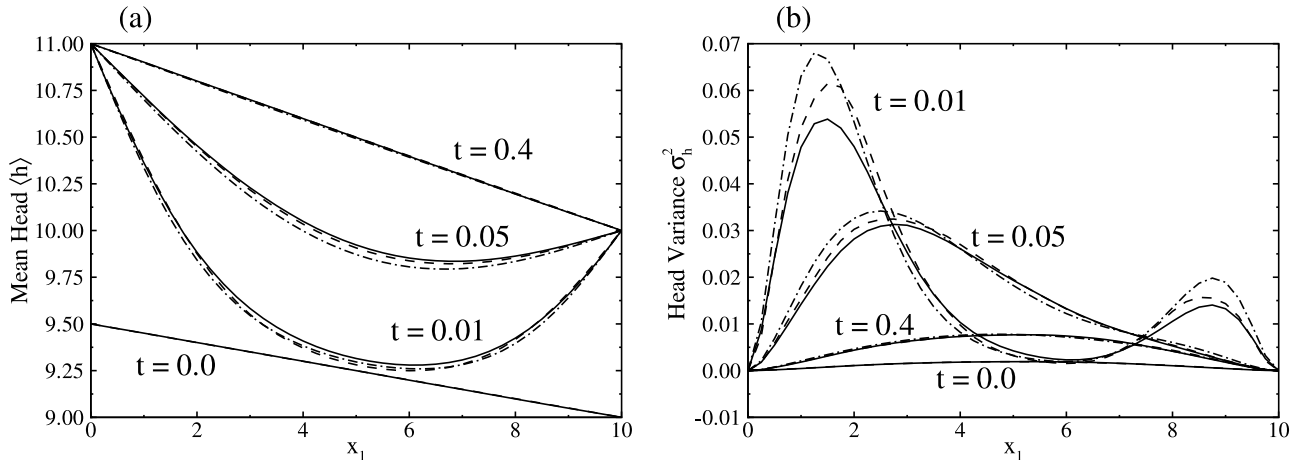 (a)
11.00
10.75
10.50
10.25
10.00
9.75
9.50
9.25
9.00
Mean Head ⟨h⟩
t = 0.4
t = 0.05
t = 0.01
t = 0.0
0 2 4 6 8 10
x₁
(b)
0.07
0.06
0.05
0.04
0.03
0.02
0.01
0.00
-0.01
Head Variance σ²ₕ
t = 0.01
t = 0.05
t = 0.4
t = 0.0
0 2 4 6 8 10
x₁